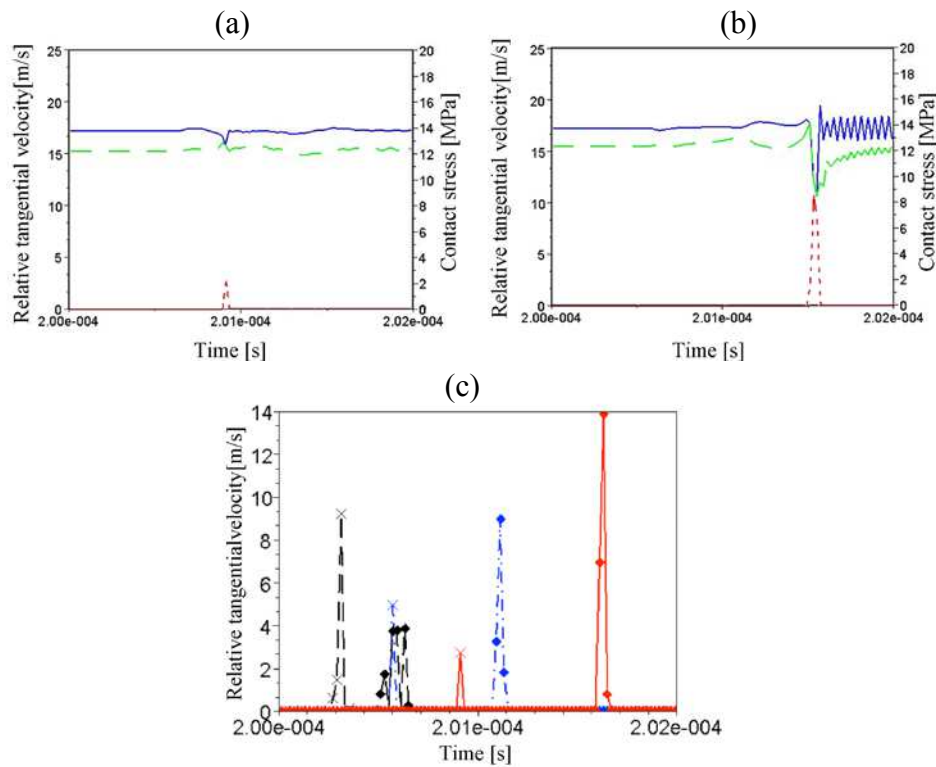 (a)
Relative tangential velocity[m/s]
25
20
15
10
5
0
20
18
16
14
12
10
8
6
4
2
0
Contact stress [MPa]
2.00e-004
2.01e-004
2.02e-004
Time [s]
(b)
Relative tangential velocity[m/s]
25
20
15
10
5
0
20
18
16
14
12
10
8
6
4
2
0
Contact stress [MPa]
2.00e-004
2.01e-004
2.02e-004
Time [s]
(c)
Relative tangentialvelocity[m/s]
14
12
10
8
6
4
2
0
2.00e-004
2.01e-004
2.02e-004
Time [s]